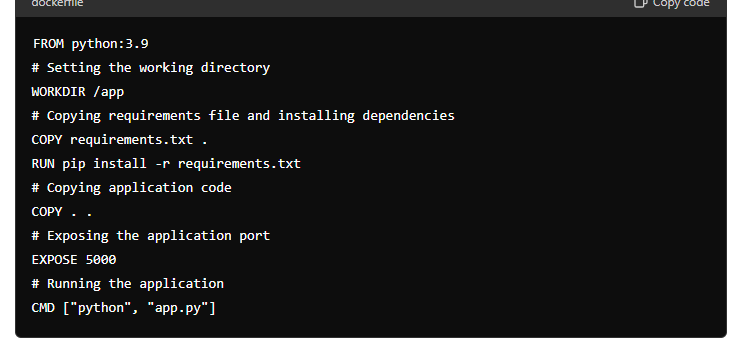 dockerfile
Copy code
FROM python:3.9
# Setting the working directory
WORKDIR /app
# Copying requirements file and installing dependencies
COPY requirements.txt .
RUN pip install -r requirements.txt
# Copying application code
COPY . .
# Exposing the application port
EXPOSE 5000
# Running the application
CMD ["python", "app.py"]